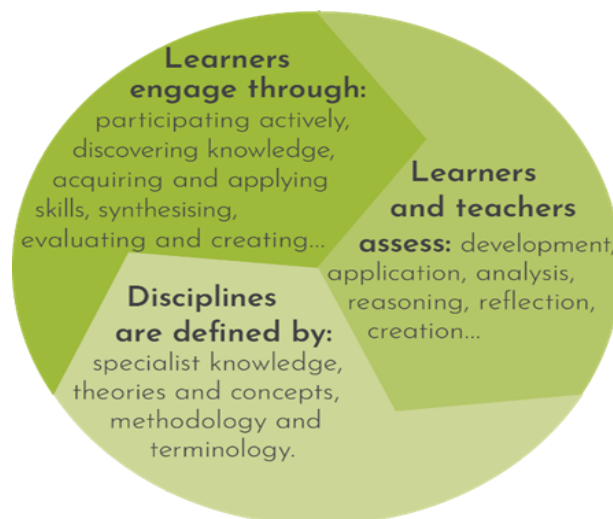 Learners
engage through:
participating actively,
discovering knowledge,
acquiring and applying
skills, synthesising,
evaluating and creating...
Learners
and teachers
assess: development,
application, analysis,
reasoning, reflection,
creation...
Disciplines
are defined by:
specialist knowledge,
theories and concepts,
methodology and
terminology.